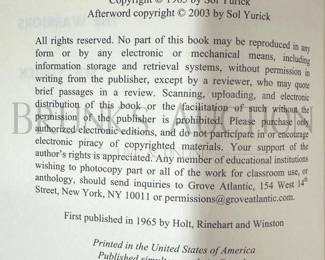 Copyright © 1965 by Sol Yurick
Afterword copyright © 2003 by Sol Yurick
All rights reserved. No part of this book may be reproduced in any
form or by any electronic or mechanical means, including
information storage and retrieval systems, without permission in
writing from the publisher, except by a reviewer, who may quote
brief passages in a review. Scanning, uploading, and electronic
distribution of this book or the facilitation of such without the
permission of the publisher is prohibited. Please purchase only
authorized electronic editions, and do not participate in or encourage
electronic piracy of copyrighted materials. Your support of the
author's rights is appreciated. Any member of educational institutions
wishing to photocopy part or all of the work for classroom use, or
anthology, should send inquiries to Grove Atlantic, 154 West 14th
Street, New York, NY 10011 or permissions@groveatlantic.com.
First published in 1965 by Holt, Rinehart and Winston
Printed in the United States of America
Published